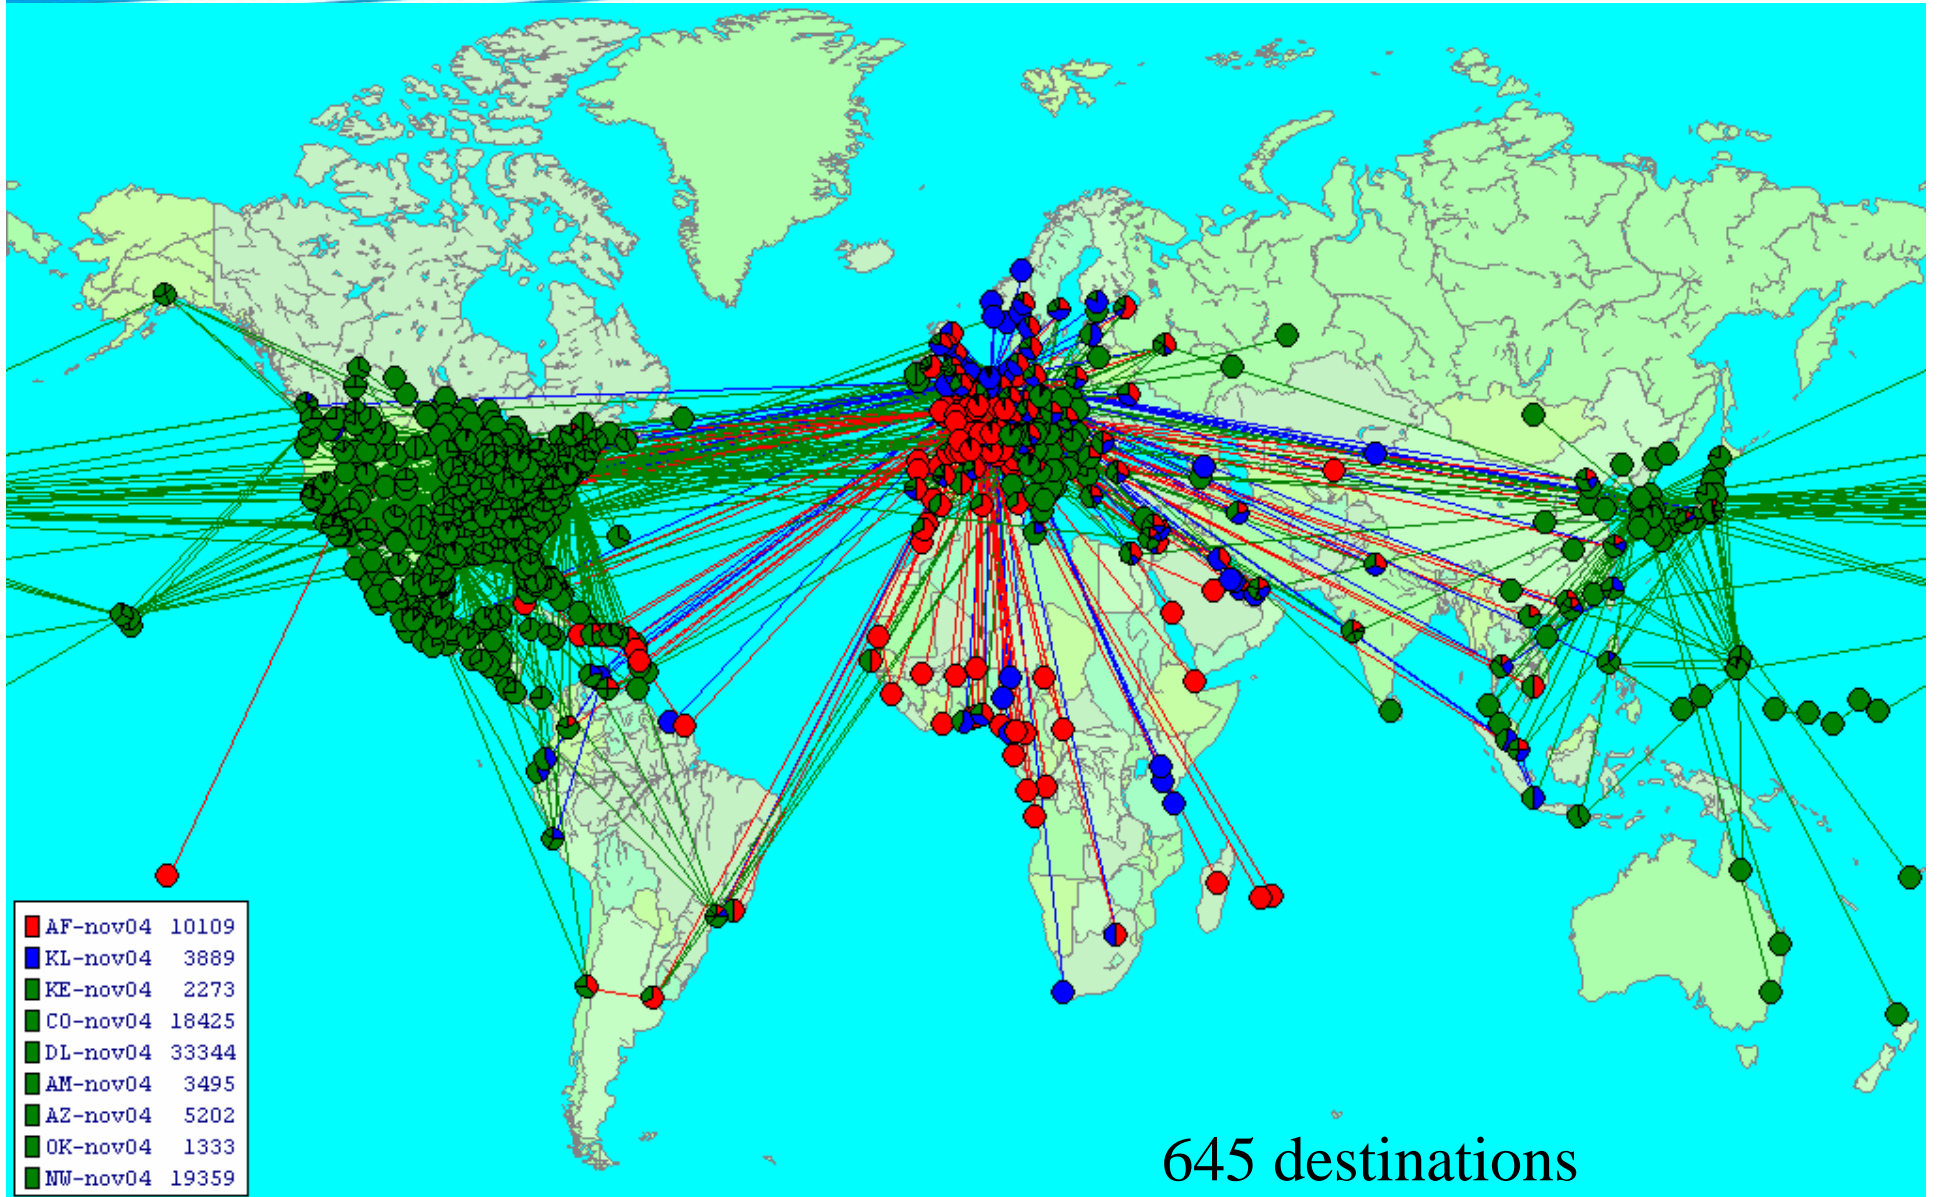 AF-nov04 10109
KL-nov04 3889
KE-nov04 2273
CO-nov04 18425
DL-nov04 33344
AM-nov04 3495
AZ-nov04 5202
OK-nov04 1333
NW-nov04 19359
645 destinations